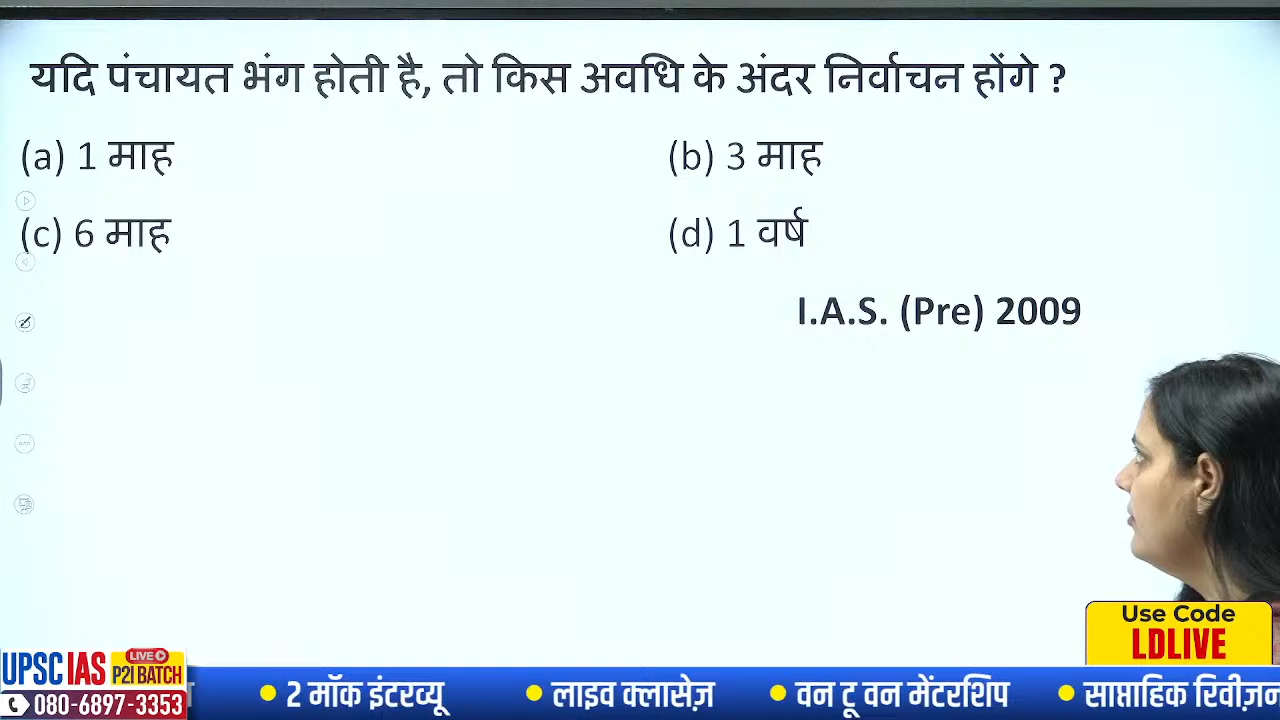 यदि पंचायत भंग होती है, तो किस अवधि के अंदर निर्वाचन होंगे ?
(a) 1 माह (b) 3 माह
(c) 6 माह (d) 1 वर्ष
I.A.S. (Pre) 2009
Use Code
LDLIVE
UPSC IAS LIVE P2I BATCH
080-6897-3353
• 2 मॉक इंटरव्यू • लाइव क्लासेज़ • वन टू वन मेंटरशिप • साप्ताहिक रिवीज़न